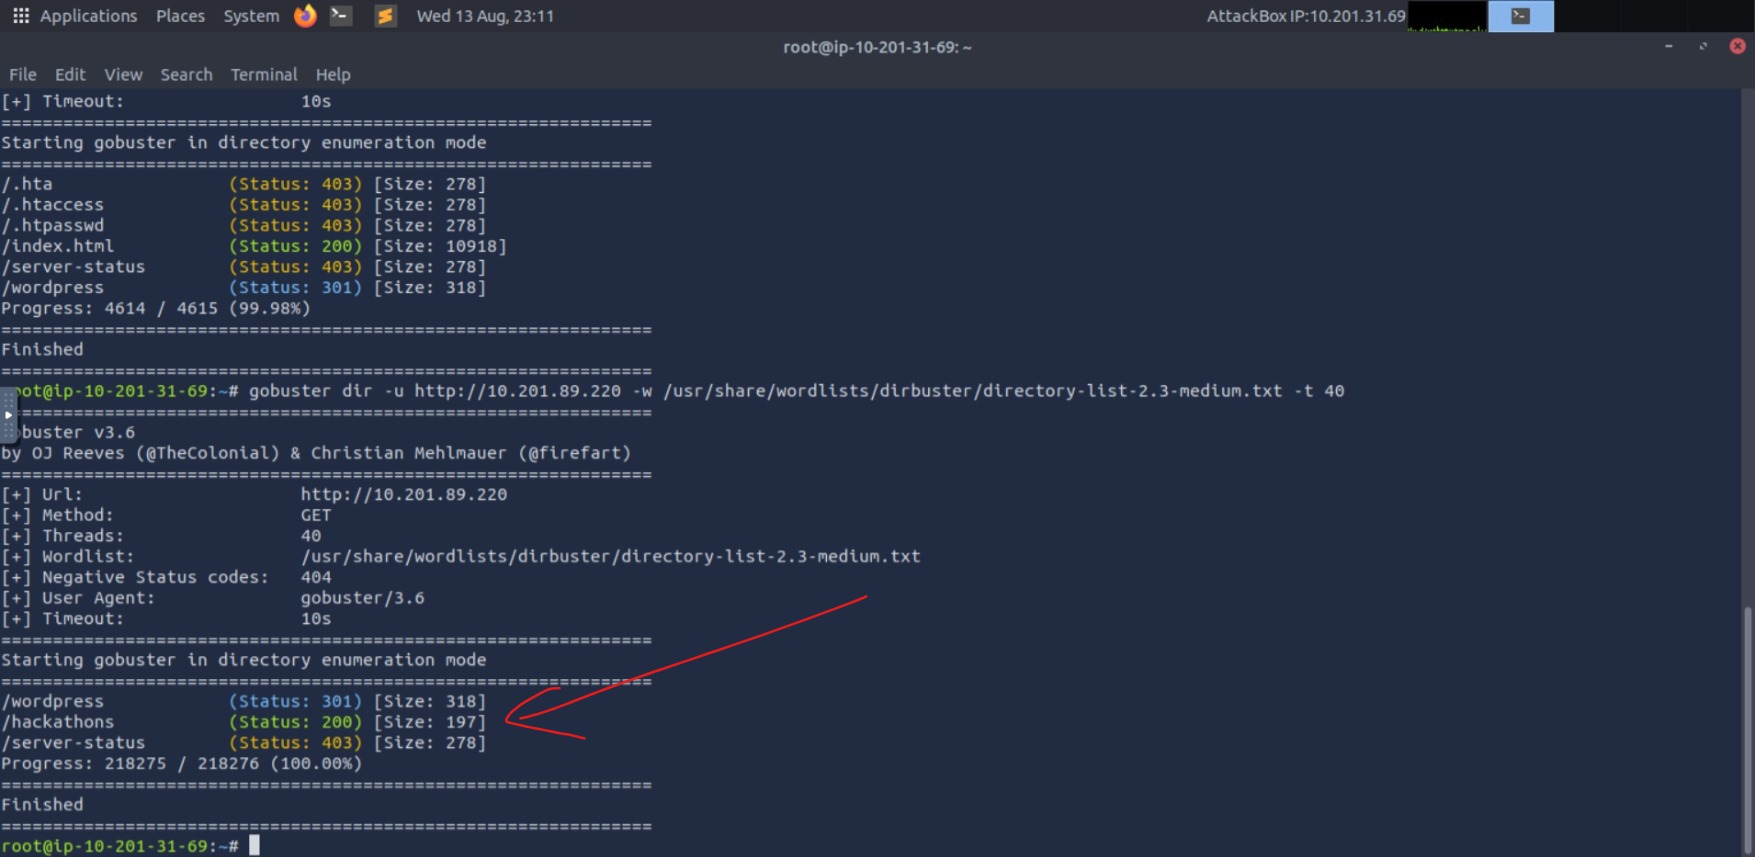 Applications Places System Wed 13 Aug, 23:11 AttackBox IP:10.201.31.69
root@ip-10-201-31-69: ~
File Edit View Search Terminal Help
[+] Timeout: 10s
===============================================================
Starting gobuster in directory enumeration mode
===============================================================
/.hta (Status: 403) [Size: 278]
/.htaccess (Status: 403) [Size: 278]
/.htpasswd (Status: 403) [Size: 278]
/index.html (Status: 200) [Size: 10918]
/server-status (Status: 403) [Size: 278]
/wordpress (Status: 301) [Size: 318]
Progress: 4614 / 4615 (99.98%)
===============================================================
Finished
===============================================================
oot@ip-10-201-31-69:~# gobuster dir -u http://10.201.89.220 -w /usr/share/wordlists/dirbuster/directory-list-2.3-medium.txt -t 40
===============================================================
buster v3.6
by OJ Reeves (@TheColonial) & Christian Mehlmauer (@firefart)
===============================================================
[+] Url: http://10.201.89.220
[+] Method: GET
[+] Threads: 40
[+] Wordlist: /usr/share/wordlists/dirbuster/directory-list-2.3-medium.txt
[+] Negative Status codes: 404
[+] User Agent: gobuster/3.6
[+] Timeout: 10s
===============================================================
Starting gobuster in directory enumeration mode
===============================================================
/wordpress (Status: 301) [Size: 318]
/hackathons (Status: 200) [Size: 197]
/server-status (Status: 403) [Size: 278]
Progress: 218275 / 218276 (100.00%)
===============================================================
Finished
===============================================================
root@ip-10-201-31-69:~#